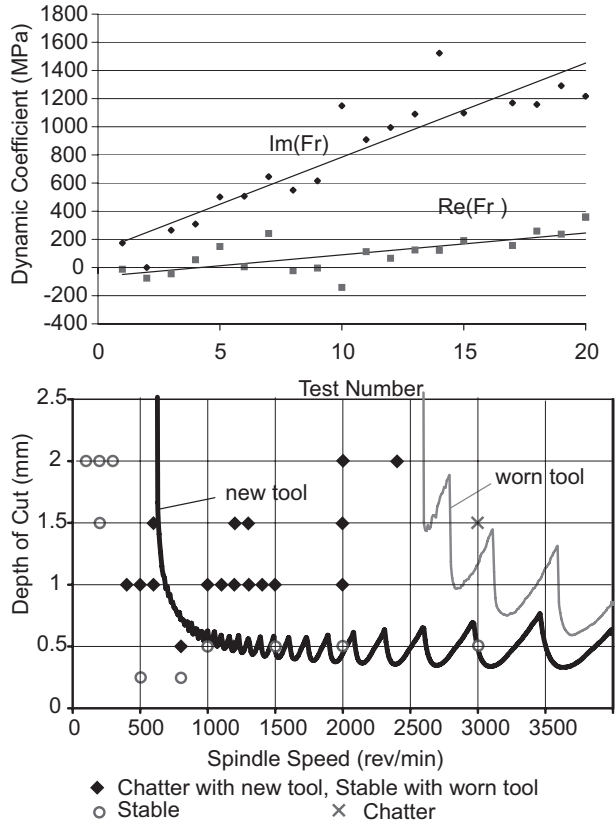 Dynamic Coefficient (MPa)
1800
1600
1400
1200
1000
800
600
400
200
0
-200
-400
Im(Fr)
Re(Fr )
0 5 10 15 20
Test Number
Depth of Cut (mm)
2.5
2
1.5
1
0.5
0
new tool
worn tool
500 1000 1500 2000 2500 3000 3500
Spindle Speed (rev/min)
Chatter with new tool, Stable with worn tool
Stable
Chatter